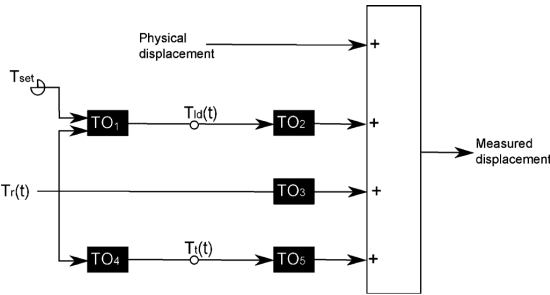 Physical
displacement
+
Tset
TO1
Tld(t)
TO2
+
Measured
displacement
Tr(t)
TO3
+
TO4
Tt(t)
TO5
+